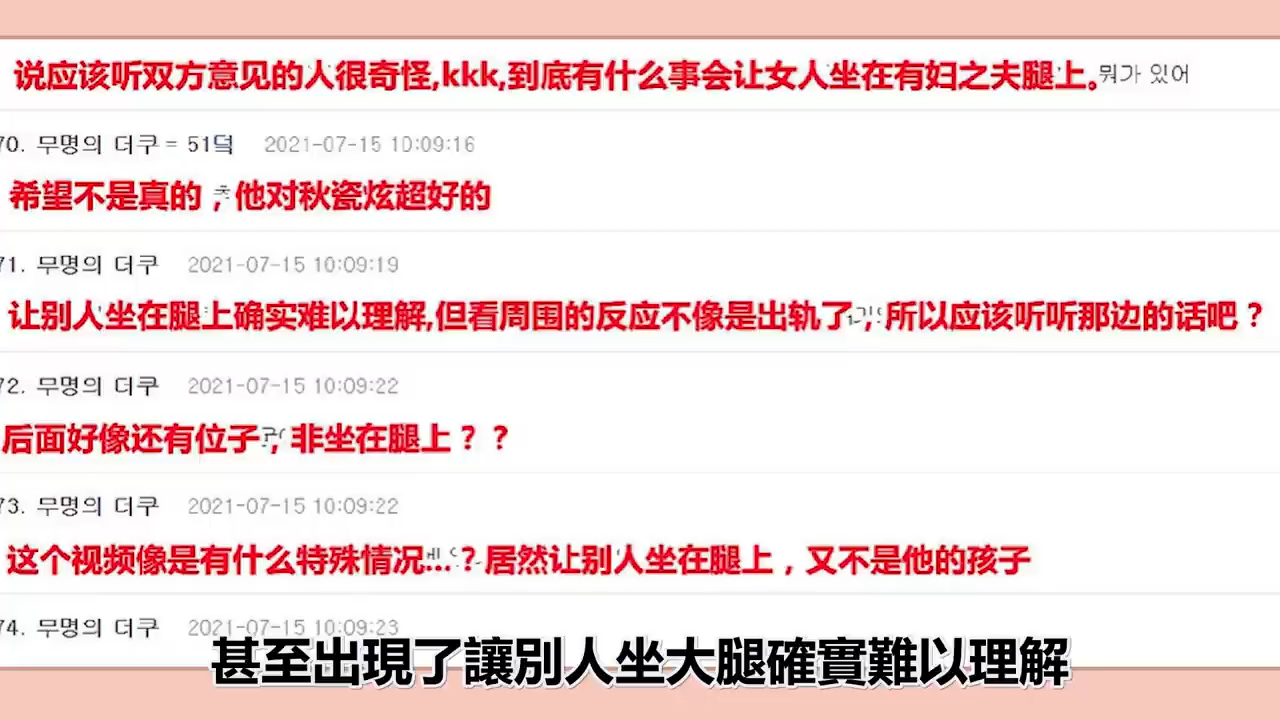 说应该听双方意见的人很奇怪,kkk,到底有什么事会让女人坐在有妇之夫腿上。뭐가 있어
70. 무명의 더쿠 = 51덕 2021-07-15 10:09:16
希望不是真的，他对秋瓷炫超好的
71. 무명의 더쿠 2021-07-15 10:09:19
让别人坐在腿上确实难以理解,但看周围的反应不像是出轨了，所以应该听听那边的话吧？
72. 무명의 더쿠 2021-07-15 10:09:22
后面好像还有位子，非坐在腿上？？
73. 무명의 더쿠 2021-07-15 10:09:22
这个视频像是有什么特殊情况...？居然让别人坐在腿上，又不是他的孩子
74. 무명의 더쿠 2021-07-15 10:09:23
甚至出現了讓別人坐大腿確實難以理解